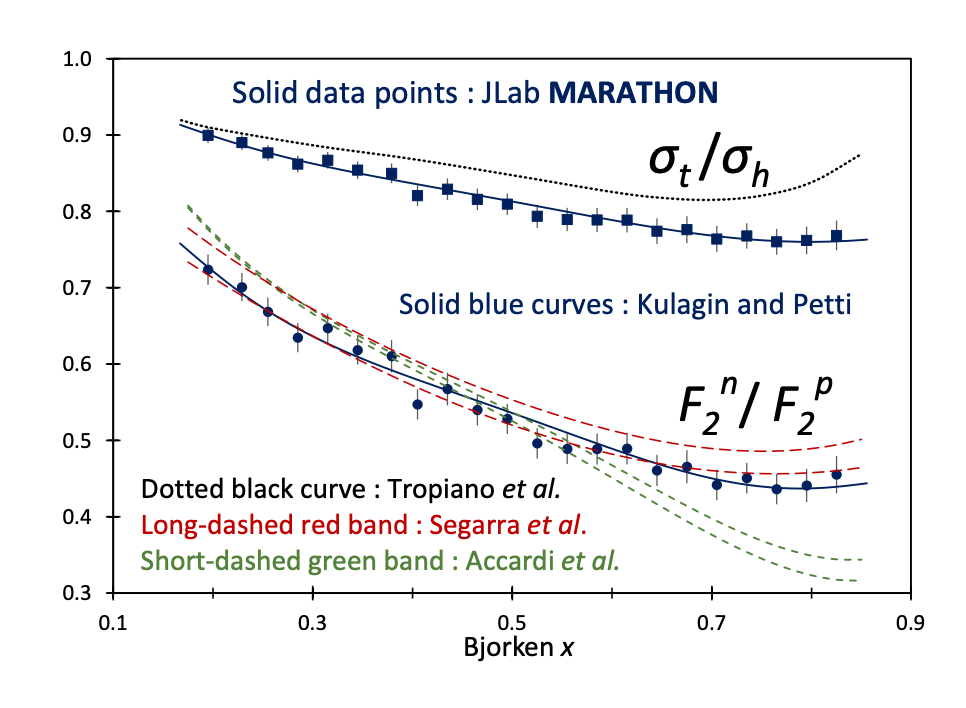 1.0
Solid data points : JLab MARATHON
0.9
σt/σh
0.8
0.7
Solid blue curves : Kulagin and Petti
0.6
F2n/ F2p
0.5
Dotted black curve : Tropiano et al.
Long-dashed red band : Segarra et al.
0.4
Short-dashed green band : Accardi et al.
0.3
0.1 0.3 0.5 0.7 0.9
Bjorken x